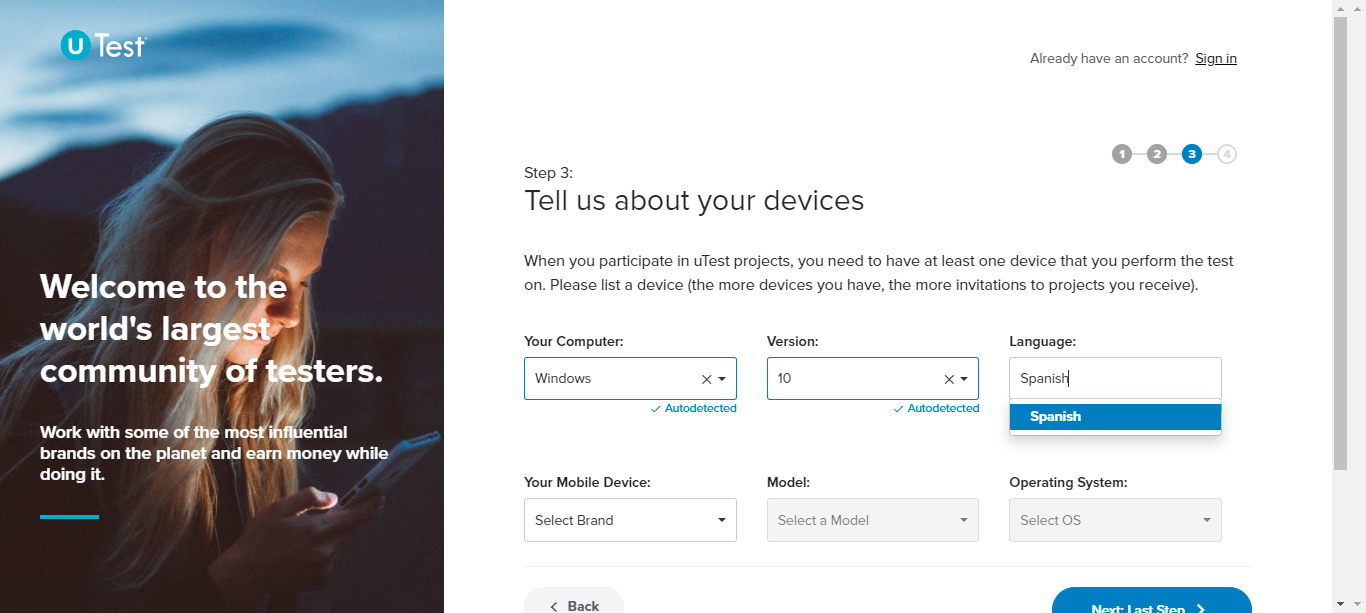 uTest
Already have an account? Sign in
1 2 3 4
Step 3:
Tell us about your devices
Welcome to the
world's largest
community of testers.
Work with some of the most influential
brands on the planet and earn money while
doing it.
When you participate in uTest projects, you need to have at least one device that you perform the test
on. Please list a device (the more devices you have, the more invitations to projects you receive).
Your Computer: Version: Language:
Windows 10 Spanish
Autodetected Autodetected
Spanish
Your Mobile Device: Model: Operating System:
Select Brand Select a Model Select OS
Back Next: Last Step